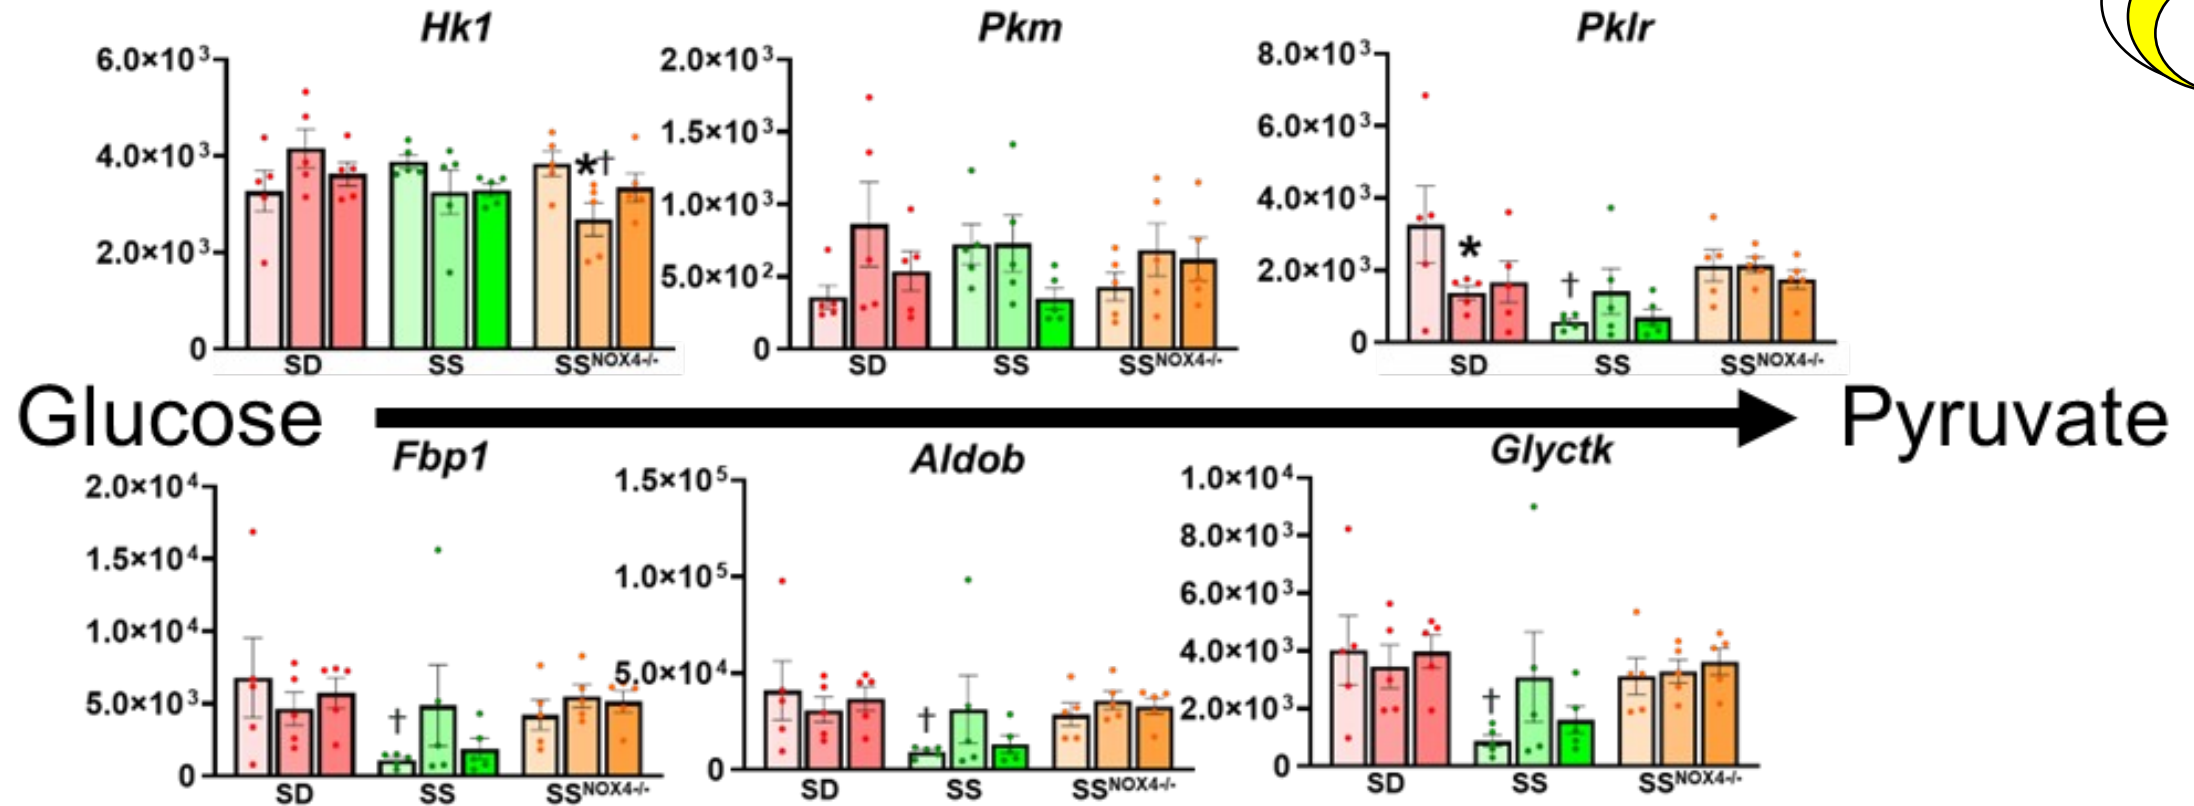 Hk1
6.0×10³
4.0×10³
2.0×10³
0
*†
SD SS SS^NOX4-/-
Pkm
2.0×10³
1.5×10³
1.0×10³
5.0×10²
0
SD SS SS^NOX4-/-
Pklr
8.0×10³
6.0×10³
4.0×10³
2.0×10³
0
*
†
SD SS SS^NOX4-/-
Glucose Pyruvate
Fbp1
2.0×10⁴
1.5×10⁴
1.0×10⁴
5.0×10³
0
†
SD SS SS^NOX4-/-
Aldob
1.5×10⁵
1.0×10⁵
5.0×10⁴
0
†
SD SS SS^NOX4-/-
Glyctk
1.0×10⁴
8.0×10³
6.0×10³
4.0×10³
2.0×10³
0
†
SD SS SS^NOX4-/-